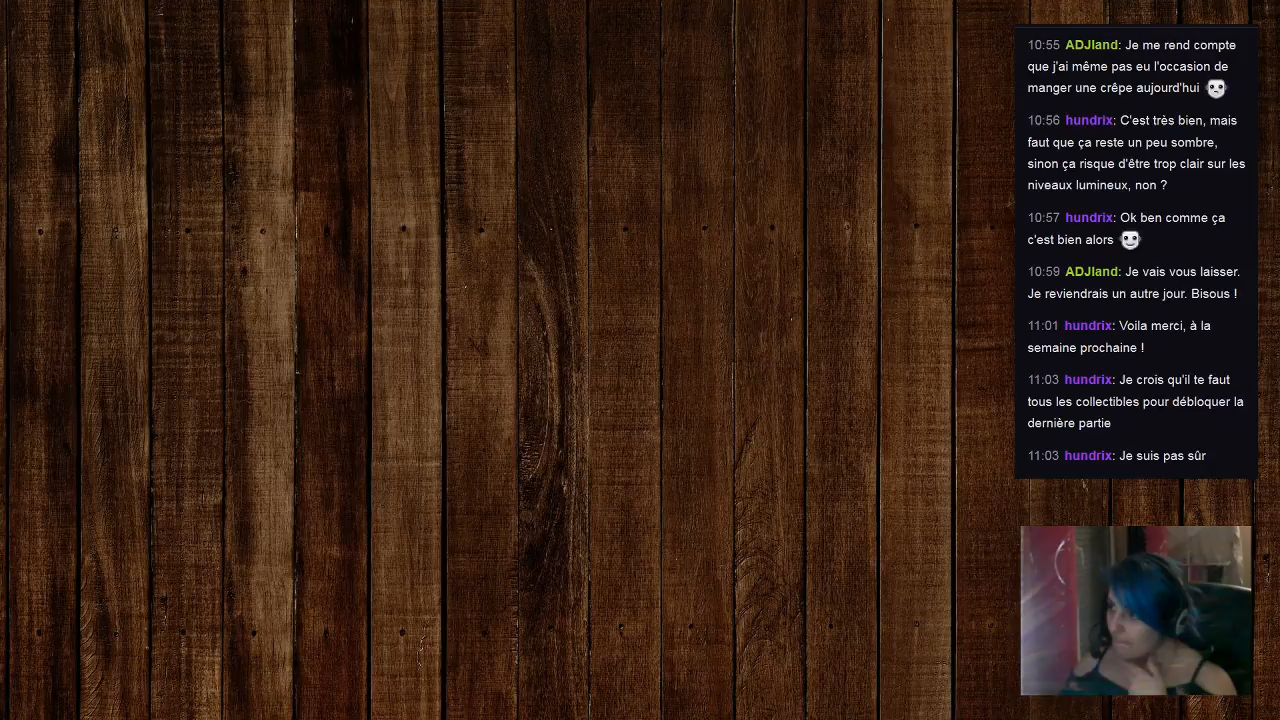 10:55 ADJland: Je me rend compte
que j'ai même pas eu l'occasion de
manger une crêpe aujourd'hui
10:56 hundrix: C'est très bien, mais
faut que ça reste un peu sombre,
sinon ça risque d'être trop clair sur les
niveaux lumineux, non ?
10:57 hundrix: Ok ben comme ça
c'est bien alors
10:59 ADJland: Je vais vous laisser.
Je reviendrais un autre jour. Bisous !
11:01 hundrix: Voila merci, à la
semaine prochaine !
11:03 hundrix: Je crois qu'il te faut
tous les collectibles pour débloquer la
dernière partie
11:03 hundrix: Je suis pas sûr